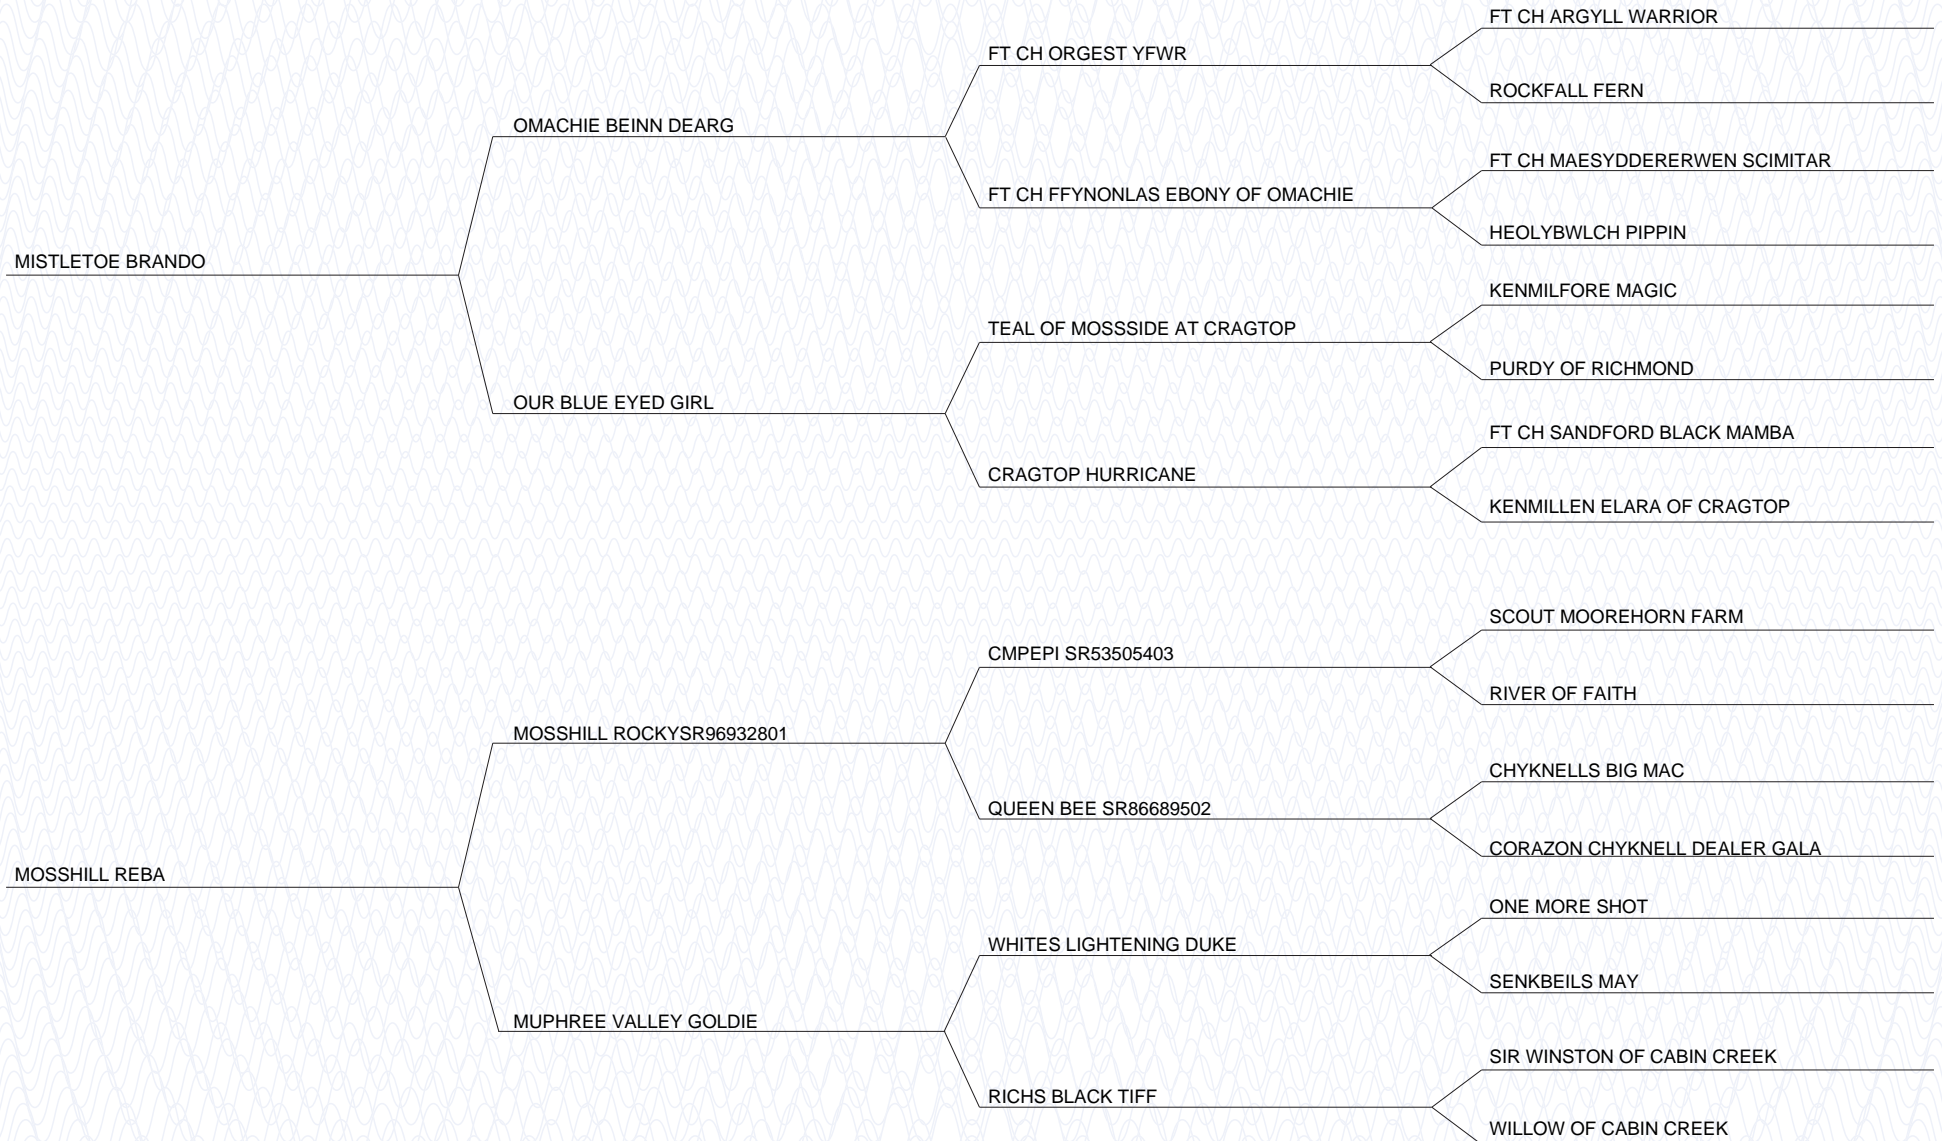 FT CH ARGYLL WARRIOR
FT CH ORGEST YFWR
ROCKFALL FERN
OMACHIE BEINN DEARG
FT CH MAESYDDERERWEN SCIMITAR
FT CH FFYNONLAS EBONY OF OMACHIE
HEOLYBWLCH PIPPIN
MISTLETOE BRANDO
KENMILFORE MAGIC
TEAL OF MOSSSIDE AT CRAGTOP
PURDY OF RICHMOND
OUR BLUE EYED GIRL
FT CH SANDFORD BLACK MAMBA
CRAGTOP HURRICANE
KENMILLEN ELARA OF CRAGTOP
SCOUT MOOREHORN FARM
CMPEPI SR53505403
RIVER OF FAITH
MOSSHILL ROCKYSR96932801
CHYKNELLS BIG MAC
QUEEN BEE SR86689502
CORAZON CHYKNELL DEALER GALA
MOSSHILL REBA
ONE MORE SHOT
WHITES LIGHTENING DUKE
SENKBEILS MAY
MUPHREE VALLEY GOLDIE
SIR WINSTON OF CABIN CREEK
RICHS BLACK TIFF
WILLOW OF CABIN CREEK